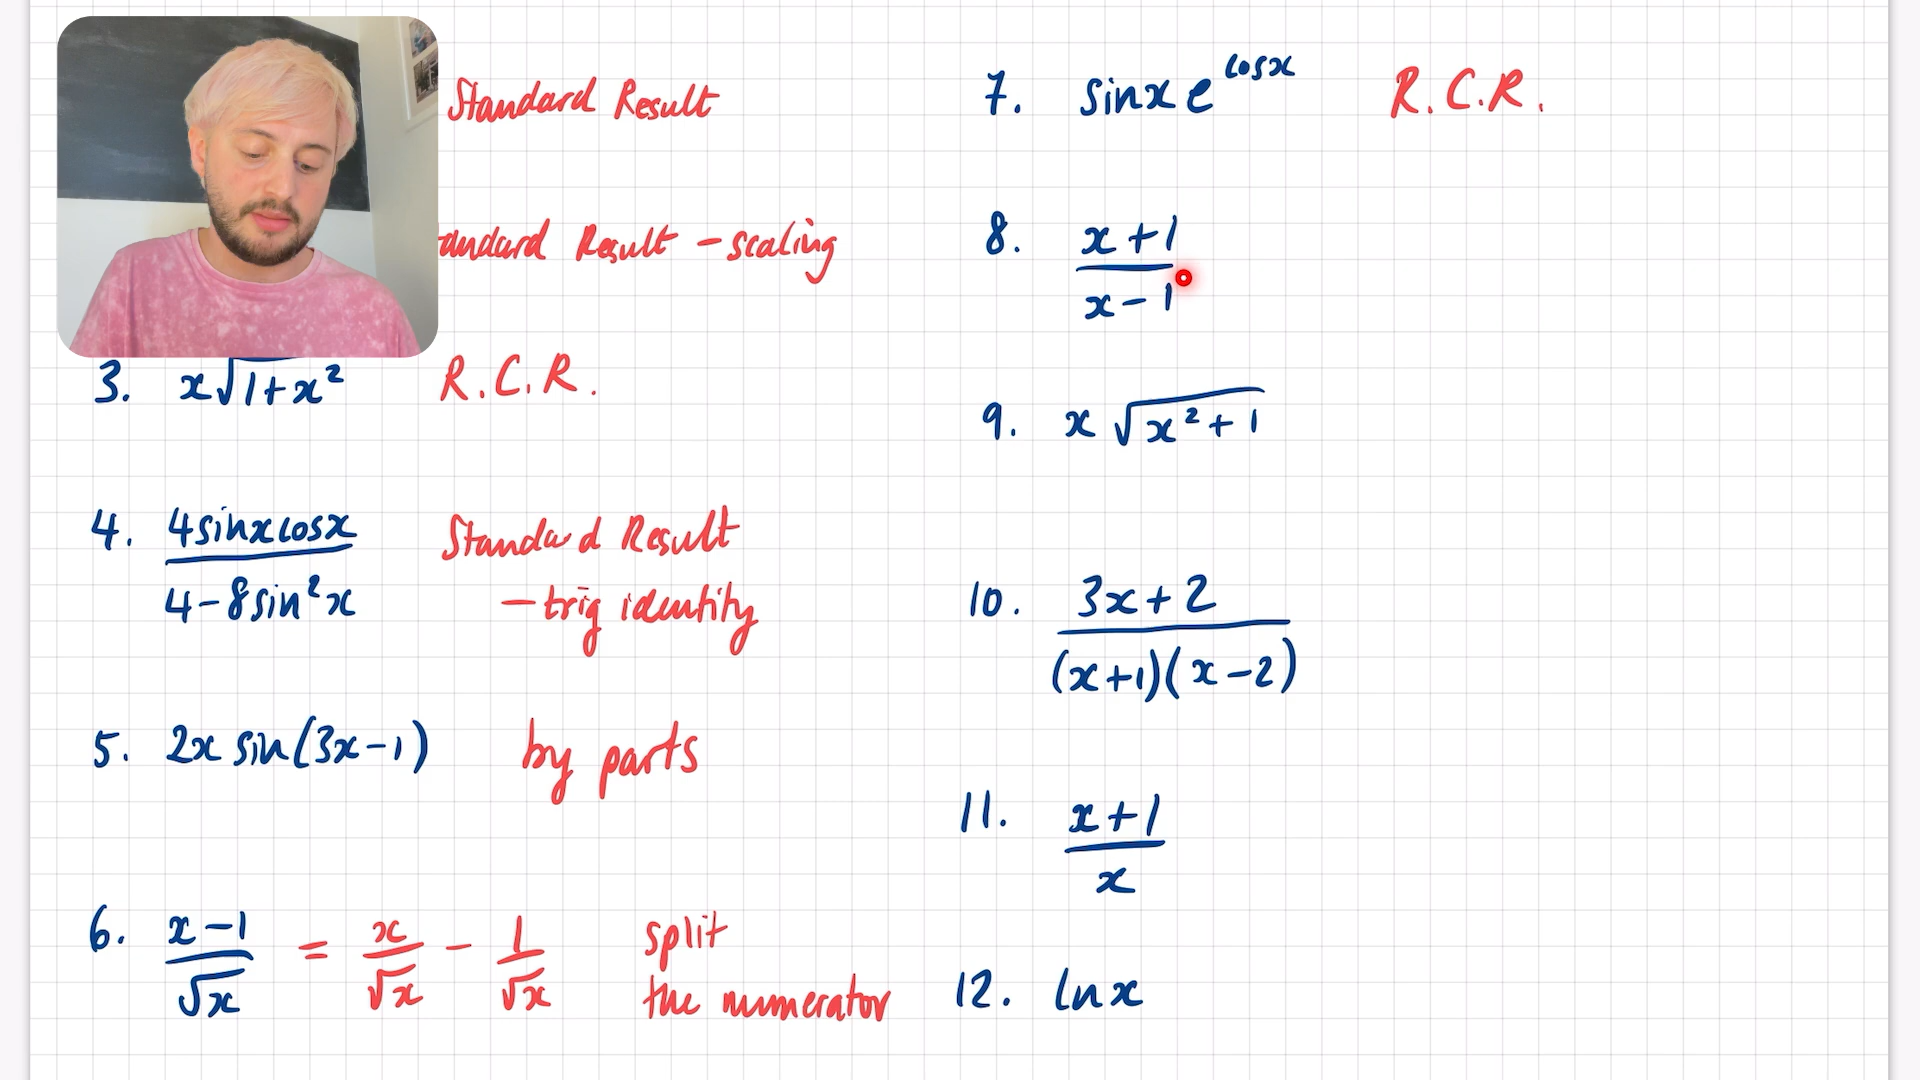 Standard Result
Result - scaling
3. x√(1+x²) R.C.R.
4. 4sinxcosx / 4-8sin²x Standard Result
- trig identity
5. 2x sin(3x-1) by parts
6. x-1 / √x = x/√x - 1/√x split
the numerator
7. sinx e^cosx R.C.R.
8. x+1 / x-1
9. x √(x²+1)
10. 3x+2 / (x+1)(x-2)
11. x+1 / x
12. lnx